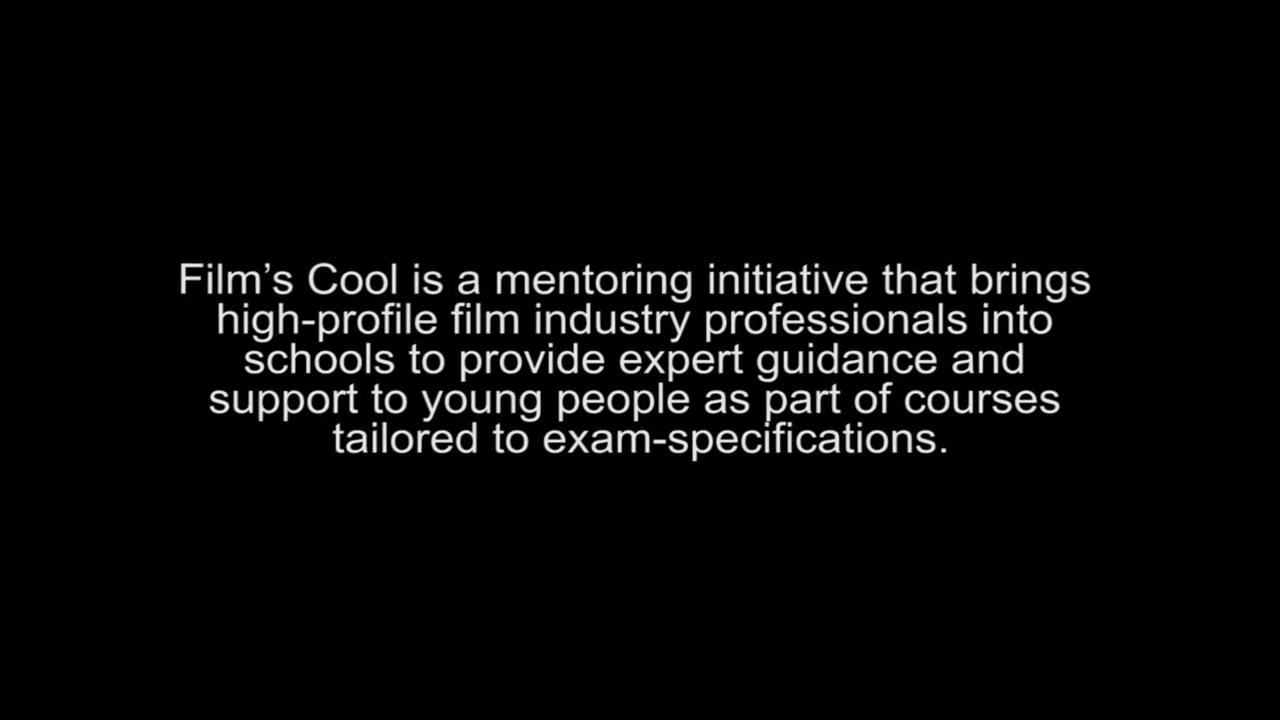 Film’s Cool is a mentoring initiative that brings
high-profile film industry professionals into
schools to provide expert guidance and
support to young people as part of courses
tailored to exam-specifications.